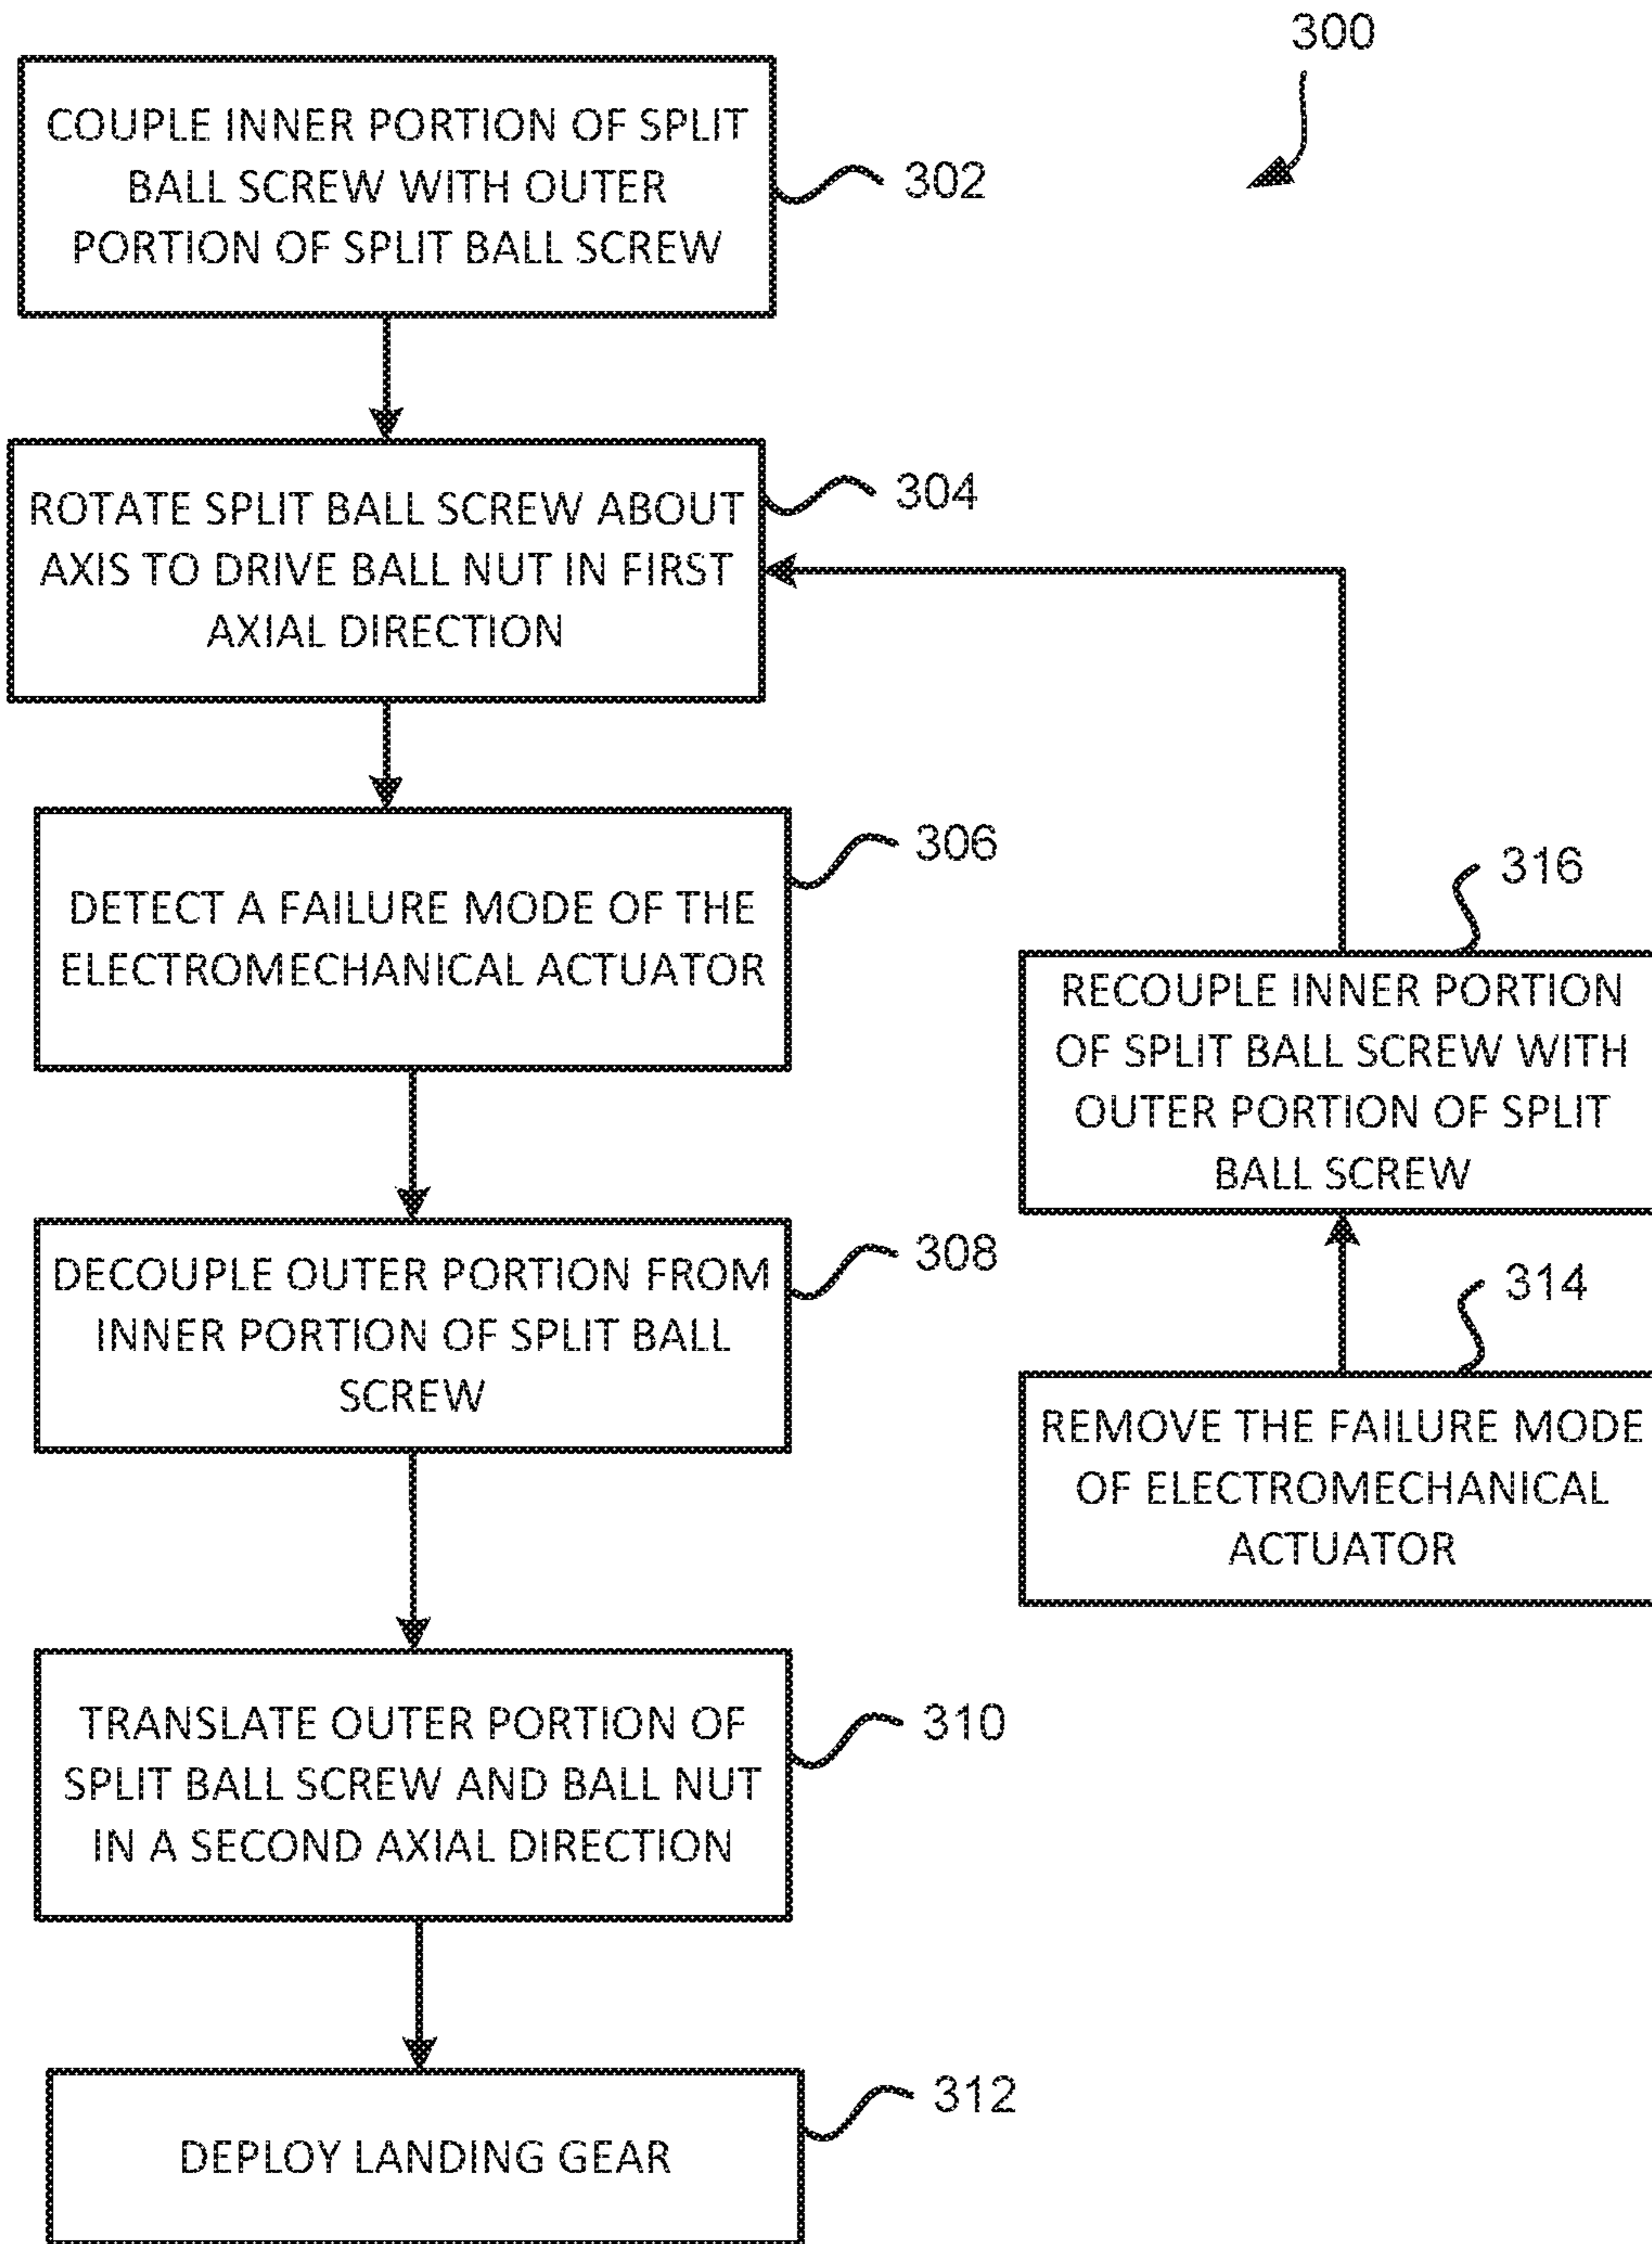 300
COUPLE INNER PORTION OF SPLIT
BALL SCREW WITH OUTER
PORTION OF SPLIT BALL SCREW
302
ROTATE SPLIT BALL SCREW ABOUT
AXIS TO DRIVE BALL NUT IN FIRST
AXIAL DIRECTION
304
DETECT A FAILURE MODE OF THE
ELECTROMECHANICAL ACTUATOR
306
DECOUPLE OUTER PORTION FROM
INNER PORTION OF SPLIT BALL
SCREW
308
TRANSLATE OUTER PORTION OF
SPLIT BALL SCREW AND BALL NUT
IN A SECOND AXIAL DIRECTION
310
DEPLOY LANDING GEAR
312
316
RECOUPLE INNER PORTION
OF SPLIT BALL SCREW WITH
OUTER PORTION OF SPLIT
BALL SCREW
314
REMOVE THE FAILURE MODE
OF ELECTROMECHANICAL
ACTUATOR